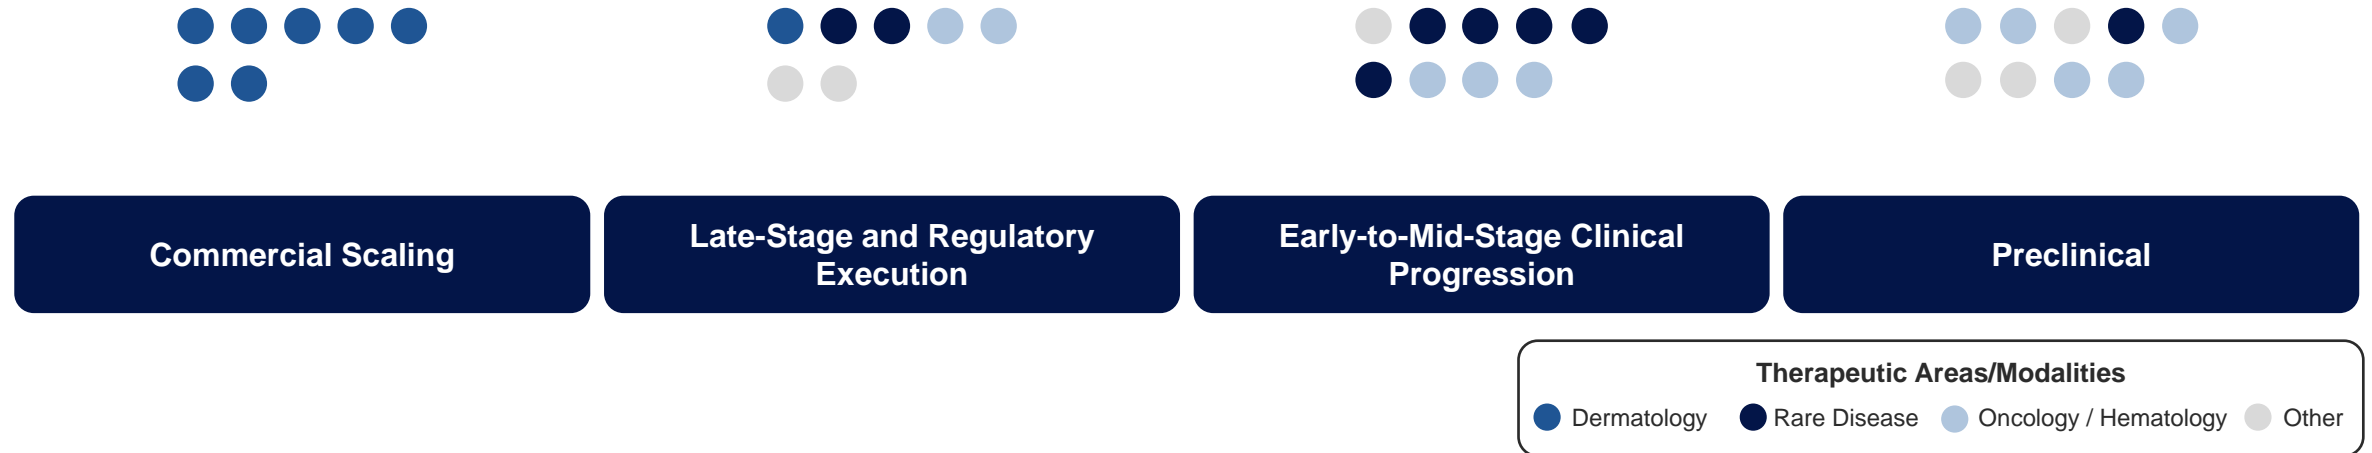 Commercial Scaling
Late-Stage and Regulatory
Execution
Early-to-Mid-Stage Clinical
Progression
Preclinical
Therapeutic Areas/Modalities
Dermatology
Rare Disease
Oncology / Hematology
Other